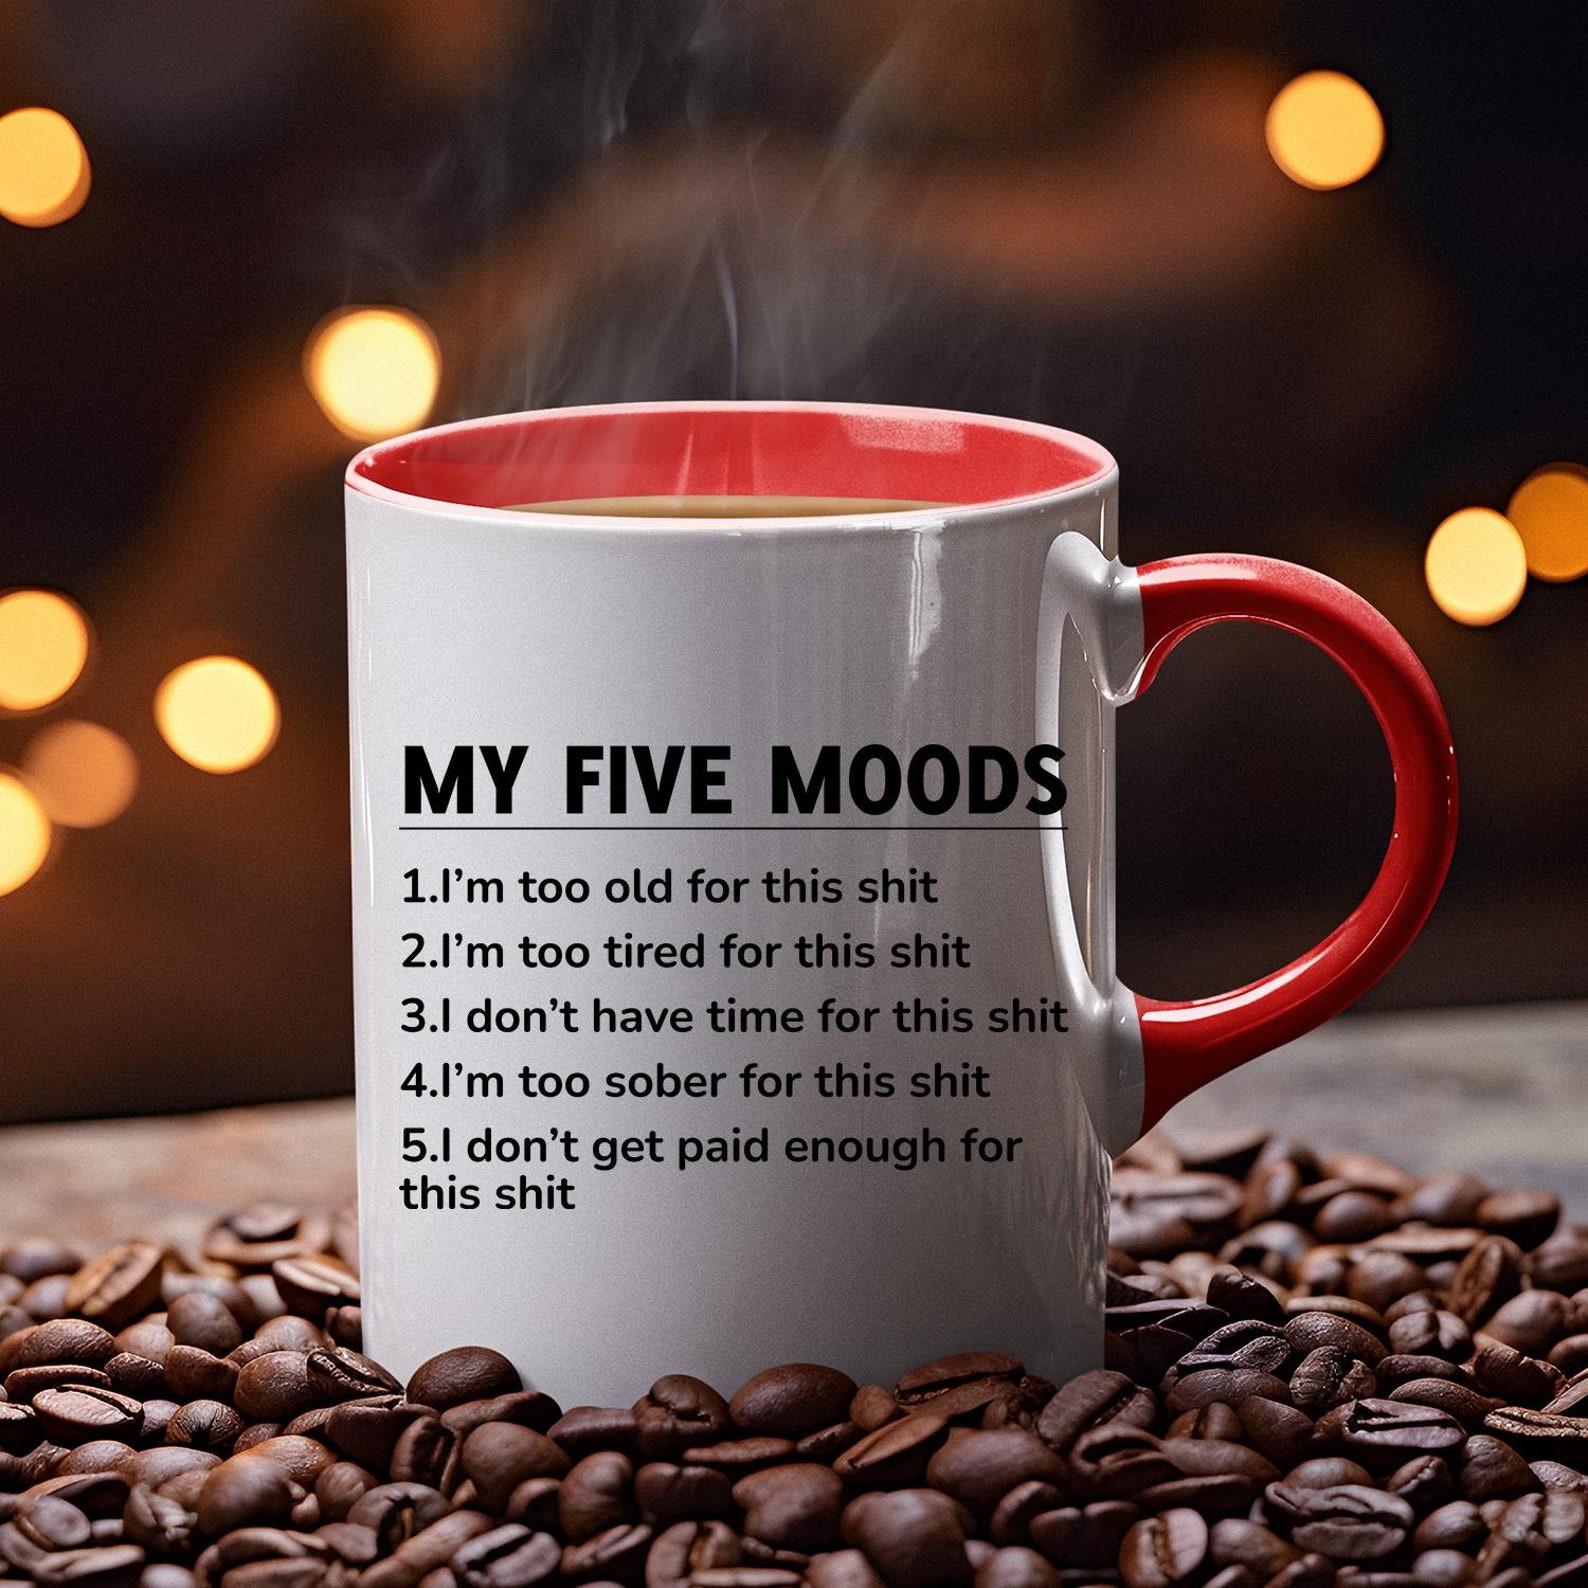 MY FIVE MOODS
1.I'm too old for this shit
2.I'm too tired for this shit
3.I don't have time for this shit
4.I'm too sober for this shit
5.I don't get paid enough for
this shit